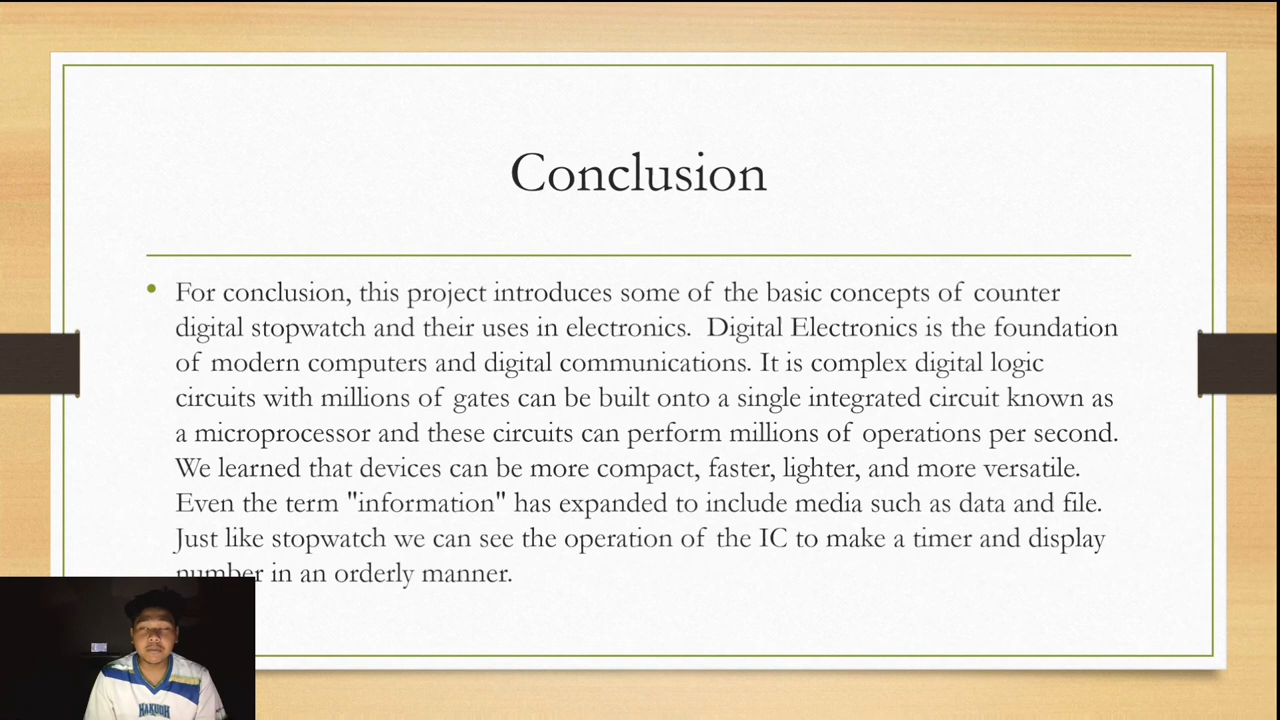 Conclusion
• For conclusion, this project introduces some of the basic concepts of counter
digital stopwatch and their uses in electronics. Digital Electronics is the foundation
of modern computers and digital communications. It is complex digital logic
circuits with millions of gates can be built onto a single integrated circuit known as
a microprocessor and these circuits can perform millions of operations per second.
We learned that devices can be more compact, faster, lighter, and more versatile.
Even the term "information" has expanded to include media such as data and file.
Just like stopwatch we can see the operation of the IC to make a timer and display
number in an orderly manner.